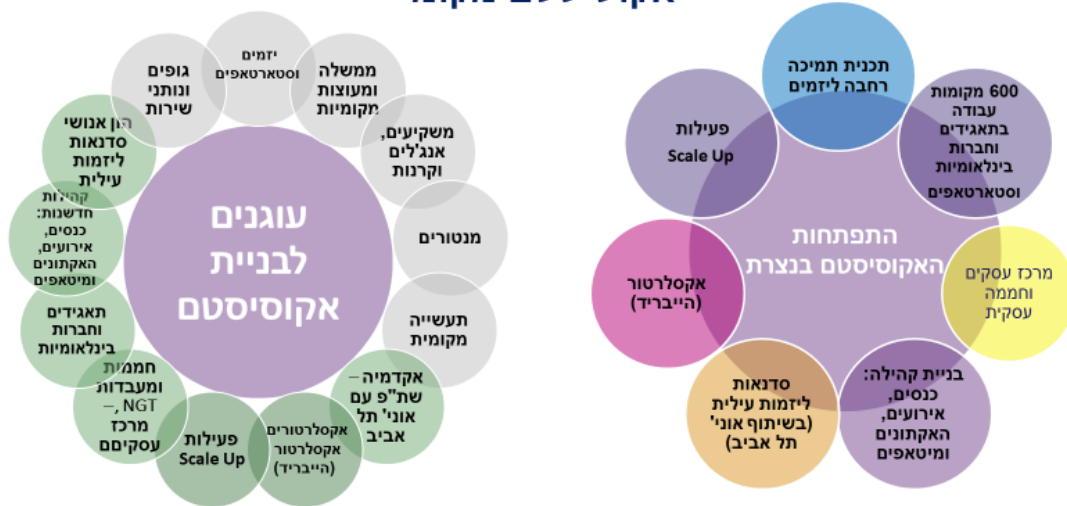 עוגנים
לבניית
אקוסיסטם
יזמים
וסטארטאפים
ממשלה
ומועצות
מקומיות
משקיעים,
אנג'לים
וקרנות
מנטורים
תעשייה
מקומית
אקדמיה –
שת"פ עם
אוני' תל
אביב
אקסלרטורים
אקסלרטור
(הייבריד)
פעילות
Scale Up
חממות
ומעבדות
– ,NGT
מרכז
עסקיםם
תאגידים
וחברות
בינלאומיות
קהילות
חדשנות:
כנסים,
אירועים,
האקתונים
ומיטאפים
הון אנושי
סדנאות
ליזמות
עילית
גופים
ונותני
שירות
התפתחות
האקוסיסטם בנצרת
תכנית תמיכה
רחבה ליזמים
600 מקומות
עבודה
בתאגידים
וחברות
בינלאומיות
וסטארטאפים
מרכז עסקים
וחממה
עסקית
בניית קהילה:
כנסים,
אירועים,
האקתונים
ומיטאפים
סדנאות
ליזמות עילית
(בשיתוף אוני'
תל אביב)
אקסלרטור
(הייבריד)
פעילות
Scale Up